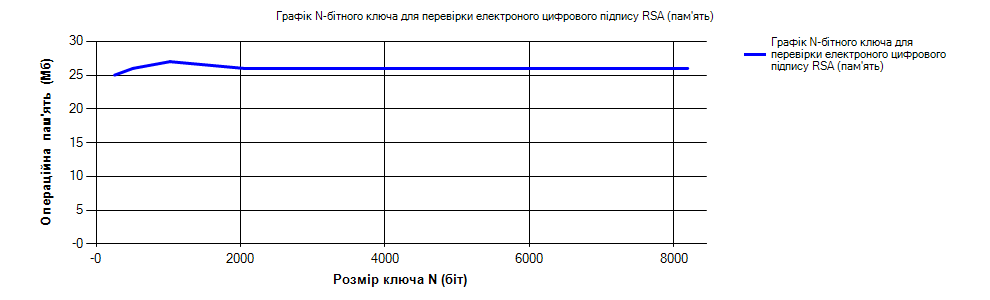 Графік N-бітного ключа для перевірки електроного цифрового підпису RSA (пам'ять)
30
25
20
15
10
5
-0
Операційна пам'ять (Мб)
-0
2000
4000
6000
8000
Розмір ключа N (біт)
Графік N-бітного ключа для
перевірки електроного цифрового
підпису RSA (пам'ять)